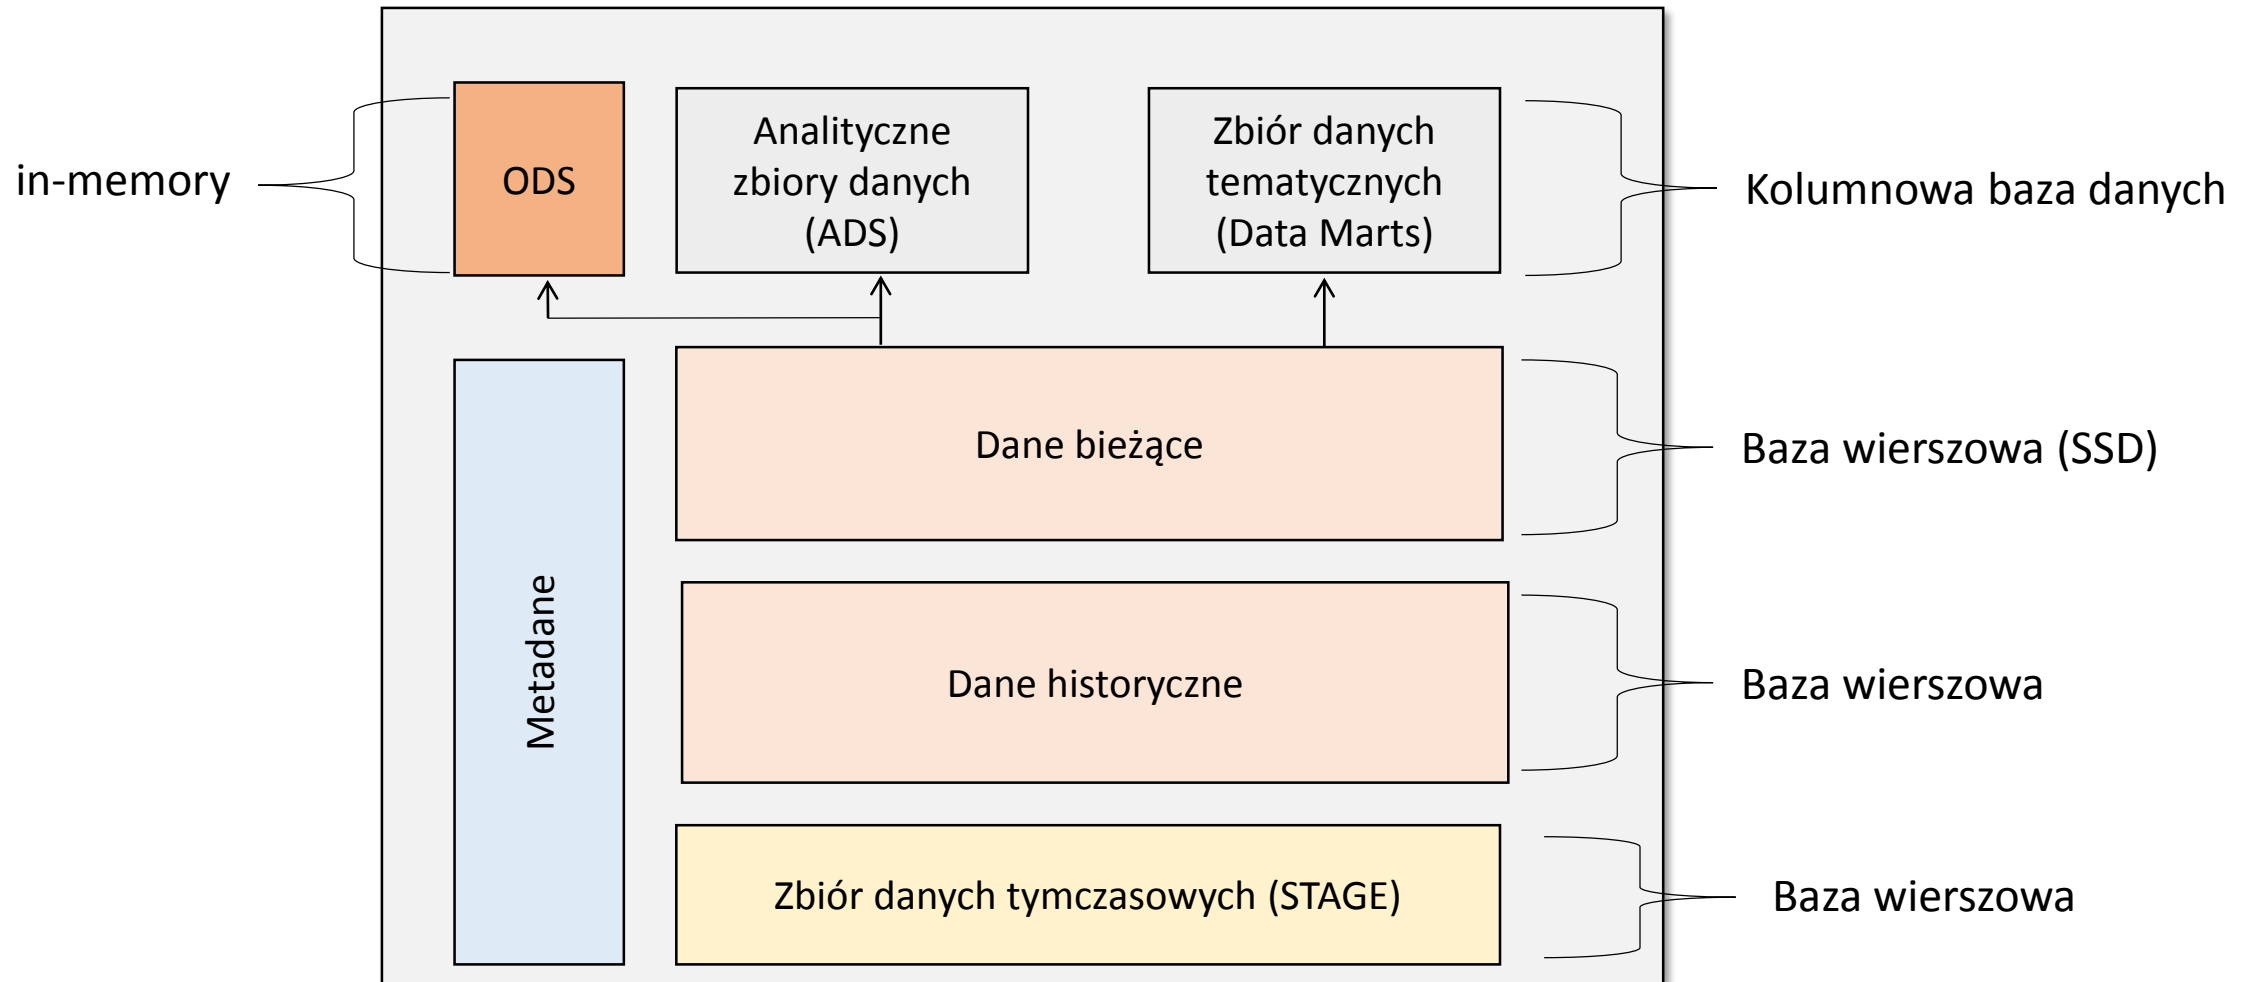 in-memory
ODS
Analityczne
zbiory danych
(ADS)
Zbiór danych
tematycznych
(Data Marts)
Kolumnowa baza danych
Metadane
Dane bieżące
Baza wierszowa (SSD)
Dane historyczne
Baza wierszowa
Zbiór danych tymczasowych (STAGE)
Baza wierszowa